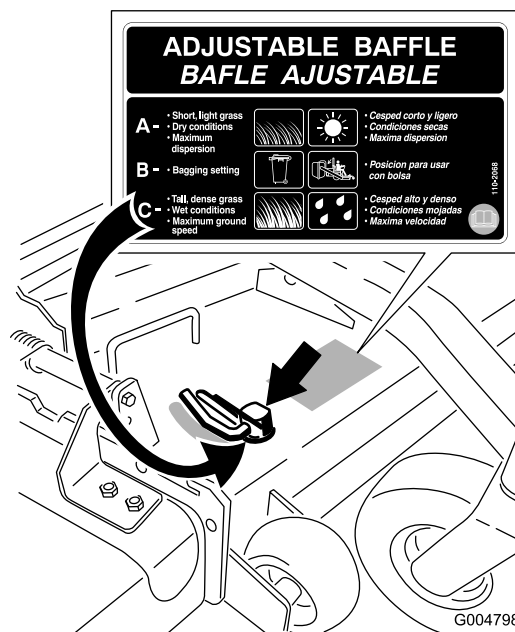 ADJUSTABLE BAFFLE
BAFLE AJUSTABLE
A- • Short, light grass
• Dry conditions
• Maximum
dispersion
• Cesped corto y ligero
• Condiciones secas
• Maxima dispersion
B- • Bagging setting
• Posicion para usar
con bolsa
C- • Tall, dense grass
• Wet conditions
• Maximum ground
speed
• Cesped alto y denso
• Condiciones mojadas
• Maxima velocidad
110-2068
G004798